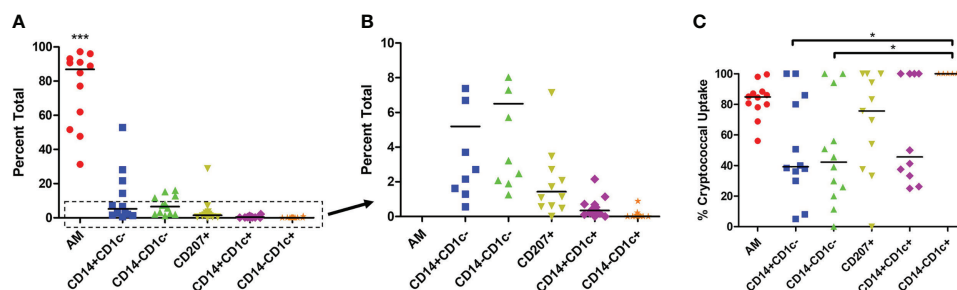 A
B
C
***
*
*
Percent Total
100
80
60
40
20
0
AM
CD14+CD1c-
CD14-CD1c-
CD207+
CD14+CD1c+
CD14-CD1c+
Percent Total
10
8
6
4
2
0
AM
CD14+CD1c-
CD14-CD1c-
CD207+
CD14+CD1c+
CD14-CD1c+
% Cryptococcal Uptake
100
80
60
40
20
0
AM
CD14+CD1c-
CD14-CD1c-
CD207+
CD14+CD1c+
CD14-CD1c+